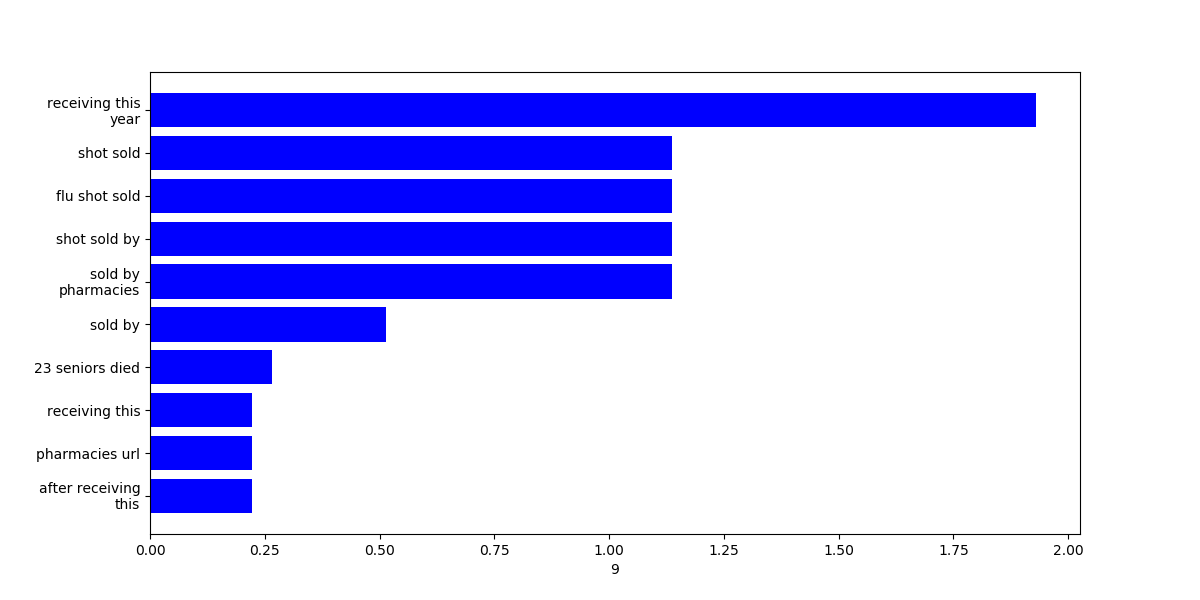 receiving this
year
shot sold
flu shot sold
shot sold by
sold by
pharmacies
sold by
23 seniors died
receiving this
pharmacies url
after receiving
this
0.00 0.25 0.50 0.75 1.00 1.25 1.50 1.75 2.00
9